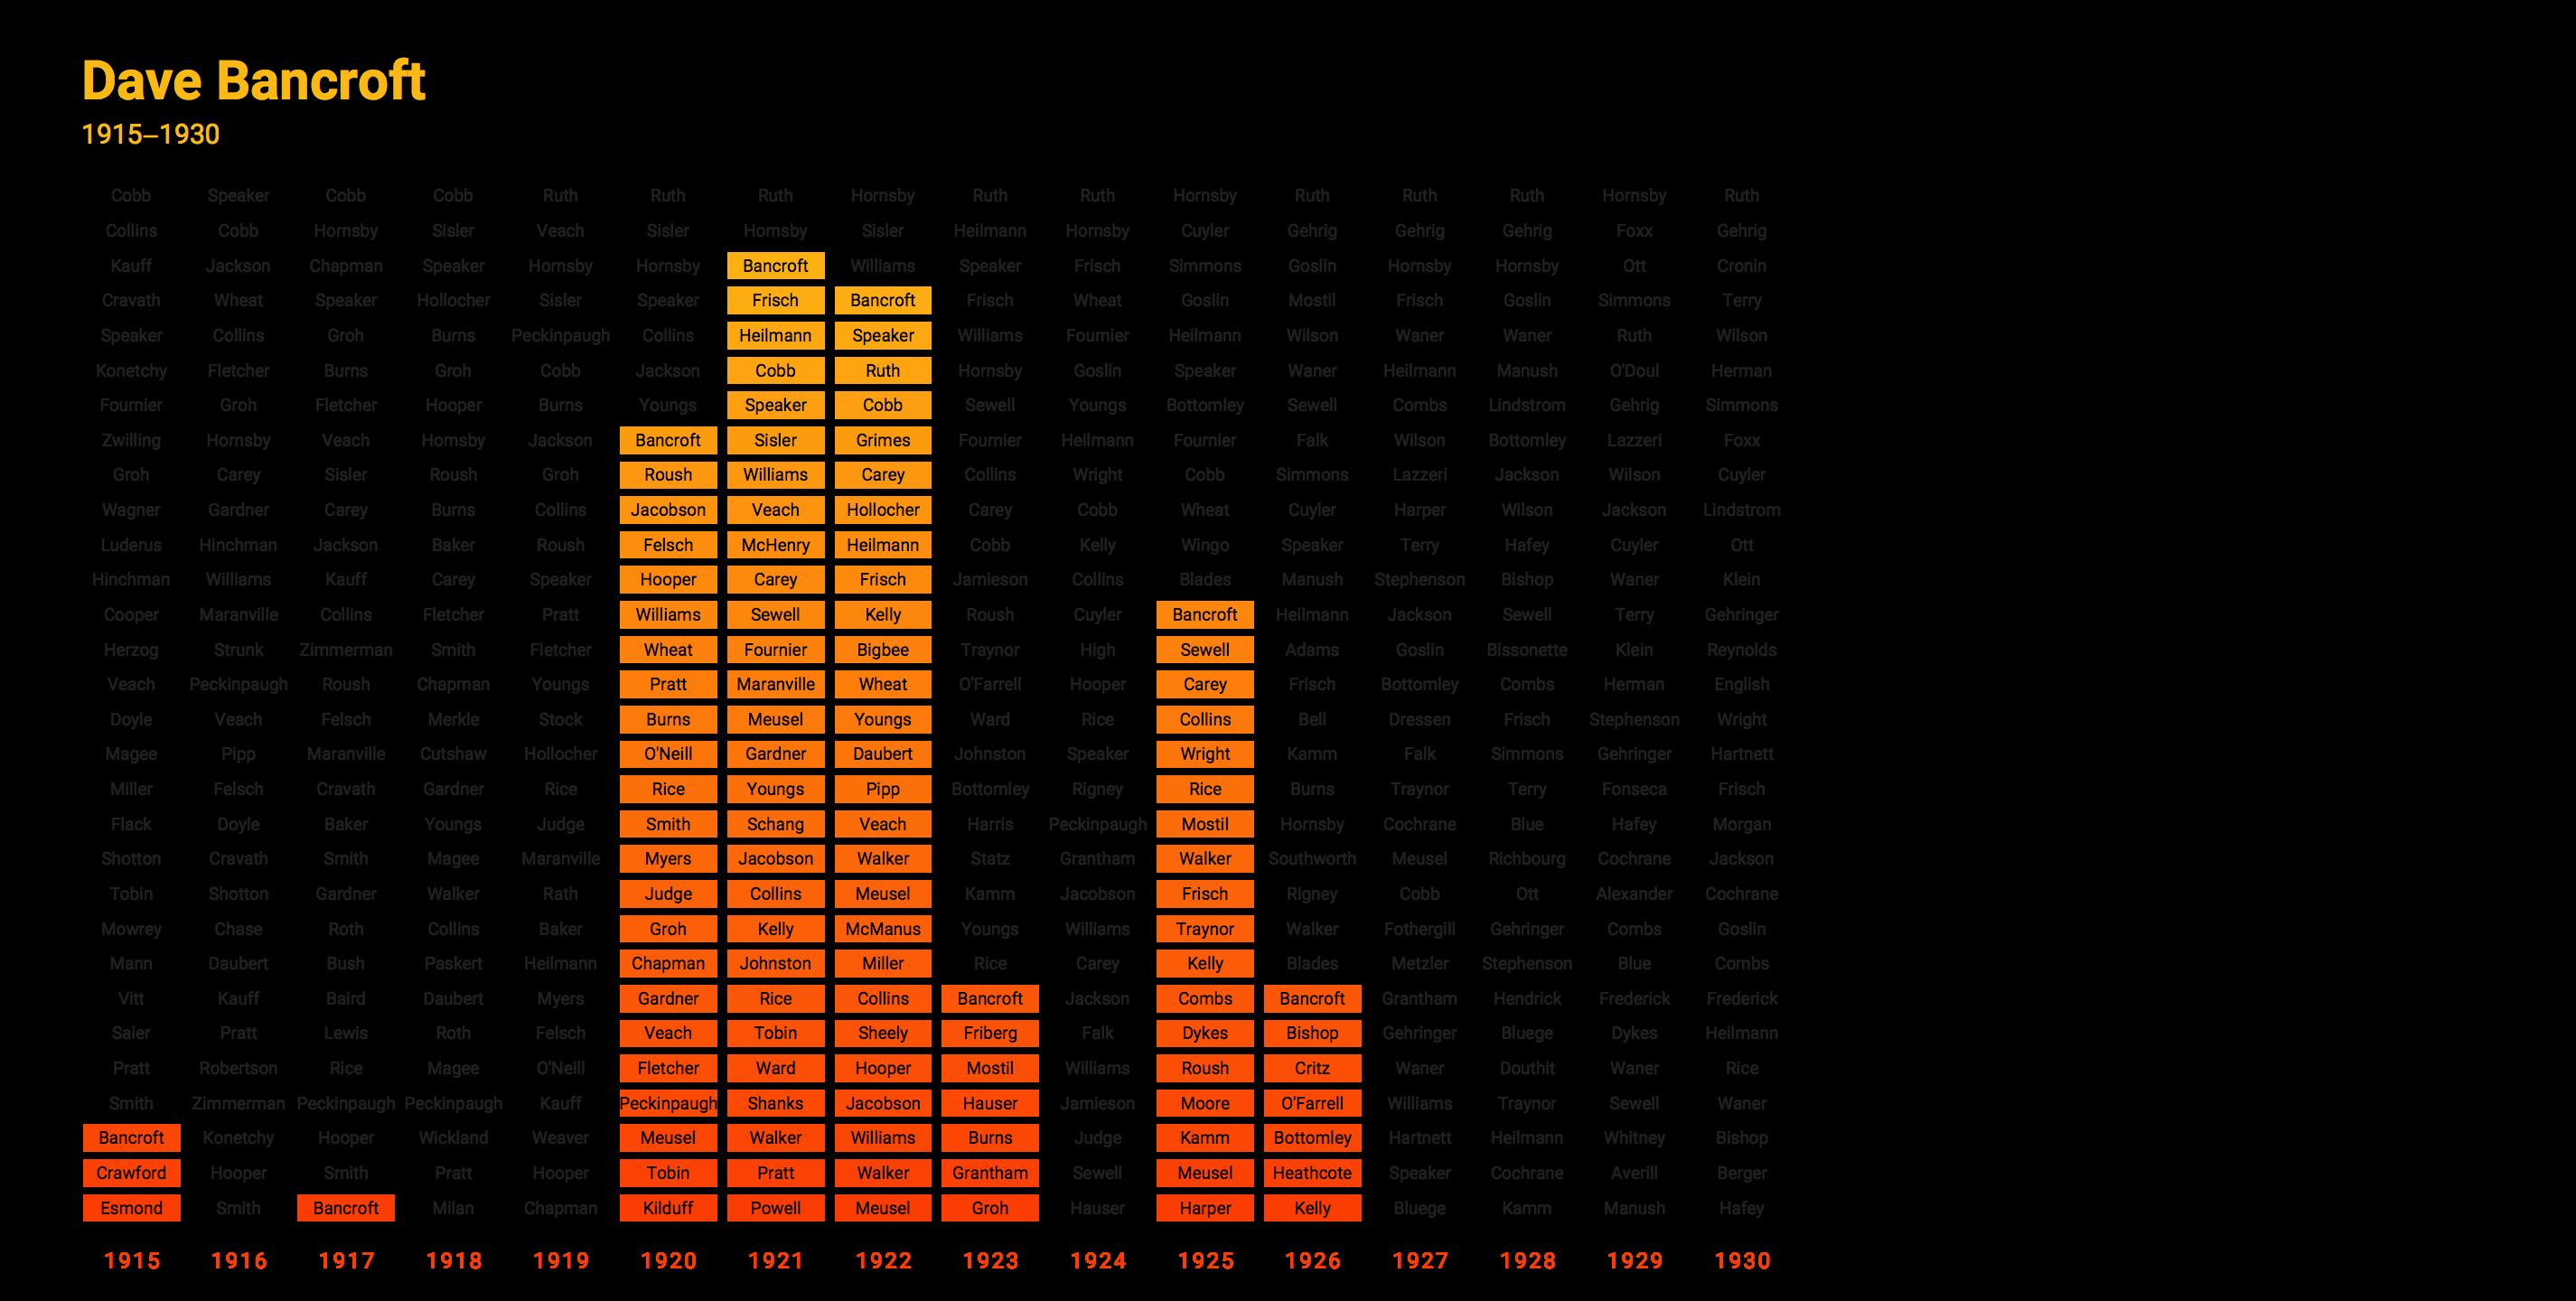 Dave Bancroft
1915–1930
Cobb Speaker Cobb Cobb Ruth Ruth Ruth Hornsby Ruth Ruth Hornsby Ruth Ruth Ruth Hornsby Ruth
Collins Cobb Hornsby Sisler Veach Sisler Hornsby Sisler Heilmann Hornsby Cuyler Gehrig Gehrig Gehrig Foxx Gehrig
Kauff Jackson Chapman Speaker Hornsby Hornsby Bancroft Williams Speaker Frisch Simmons Goslin Hornsby Hornsby Ott Cronin
Cravath Wheat Speaker Hollocher Sisler Speaker Frisch Bancroft Frisch Wheat Goslin Mostil Frisch Goslin Simmons Terry
Speaker Collins Groh Burns Peckinpaugh Collins Heilmann Speaker Williams Fournier Heilmann Wilson Waner Waner Ruth Wilson
Konetchy Fletcher Burns Groh Cobb Jackson Cobb Ruth Hornsby Goslin Speaker Waner Heilmann Manush O'Doul Herman
Fournier Groh Fletcher Hooper Burns Youngs Speaker Cobb Sewell Youngs Bottomley Sewell Combs Lindstrom Gehrig Simmons
Zwilling Hornsby Veach Hornsby Jackson Bancroft Sisler Grimes Fournier Heilmann Fournier Falk Wilson Bottomley Lazzeri Foxx
Groh Carey Sisler Roush Groh Roush Williams Carey Collins Wright Cobb Simmons Lazzeri Jackson Wilson Cuyler
Wagner Gardner Carey Burns Collins Jacobson Veach Hollocher Carey Cobb Wheat Cuyler Harper Wilson Jackson Lindstrom
Luderus Hinchman Jackson Baker Roush Felsch McHenry Heilmann Cobb Kelly Wingo Speaker Terry Hafey Cuyler Ott
Hinchman Williams Kauff Carey Speaker Hooper Carey Frisch Jamieson Collins Blades Manush Stephenson Bishop Waner Klein
Cooper Maranville Collins Fletcher Pratt Williams Sewell Kelly Roush Cuyler Bancroft Heilmann Jackson Sewell Terry Gehringer
Herzog Strunk Zimmerman Smith Fletcher Wheat Fournier Bigbee Traynor High Sewell Adams Goslin Bissonette Klein Reynolds
Veach Peckinpaugh Roush Chapman Youngs Pratt Maranville Wheat O'Farrell Hooper Carey Frisch Bottomley Combs Herman English
Doyle Veach Felsch Merkle Stock Burns Meusel Youngs Ward Rice Collins Bell Dressen Frisch Stephenson Wright
Magee Pipp Maranville Cutshaw Hollocher O'Neill Gardner Daubert Johnston Speaker Wright Kamm Falk Simmons Gehringer Hartnett
Miller Felsch Cravath Gardner Rice Rice Youngs Pipp Bottomley Rigney Rice Burns Traynor Terry Fonseca Frisch
Flack Doyle Baker Youngs Judge Smith Schang Veach Harris Peckinpaugh Mostil Hornsby Cochrane Blue Hafey Morgan
Shotton Cravath Smith Magee Maranville Myers Jacobson Walker Statz Grantham Walker Southworth Meusel Richbourg Cochrane Jackson
Tobin Shotton Gardner Walker Rath Judge Collins Meusel Kamm Jacobson Frisch Rigney Cobb Ott Alexander Cochrane
Mowrey Chase Roth Collins Baker Groh Kelly McManus Youngs Williams Traynor Walker Fothergill Gehringer Combs Goslin
Mann Daubert Bush Paskert Heilmann Chapman Johnston Miller Rice Carey Kelly Blades Metzler Stephenson Blue Combs
Vitt Kauff Baird Daubert Myers Gardner Rice Collins Bancroft Jackson Combs Bancroft Grantham Hendrick Frederick Frederick
Saier Pratt Lewis Roth Felsch Veach Tobin Sheely Friberg Falk Dykes Bishop Gehringer Bluege Dykes Heilmann
Pratt Robertson Rice Magee O'Neill Fletcher Ward Hooper Mostil Williams Roush Critz Waner Douthit Waner Rice
Smith Zimmerman Peckinpaugh Peckinpaugh Kauff Peckinpaugh Shanks Jacobson Hauser Jamieson Moore O'Farrell Williams Traynor Sewell Waner
Bancroft Konetchy Hooper Wickland Weaver Meusel Walker Williams Burns Judge Kamm Bottomley Hartnett Heilmann Whitney Bishop
Crawford Hooper Smith Pratt Hooper Tobin Pratt Walker Grantham Sewell Meusel Heathcote Speaker Cochrane Averill Berger
Esmond Smith Bancroft Milan Chapman Kilduff Powell Meusel Groh Hauser Harper Kelly Bluege Kamm Manush Hafey
1915 1916 1917 1918 1919 1920 1921 1922 1923 1924 1925 1926 1927 1928 1929 1930